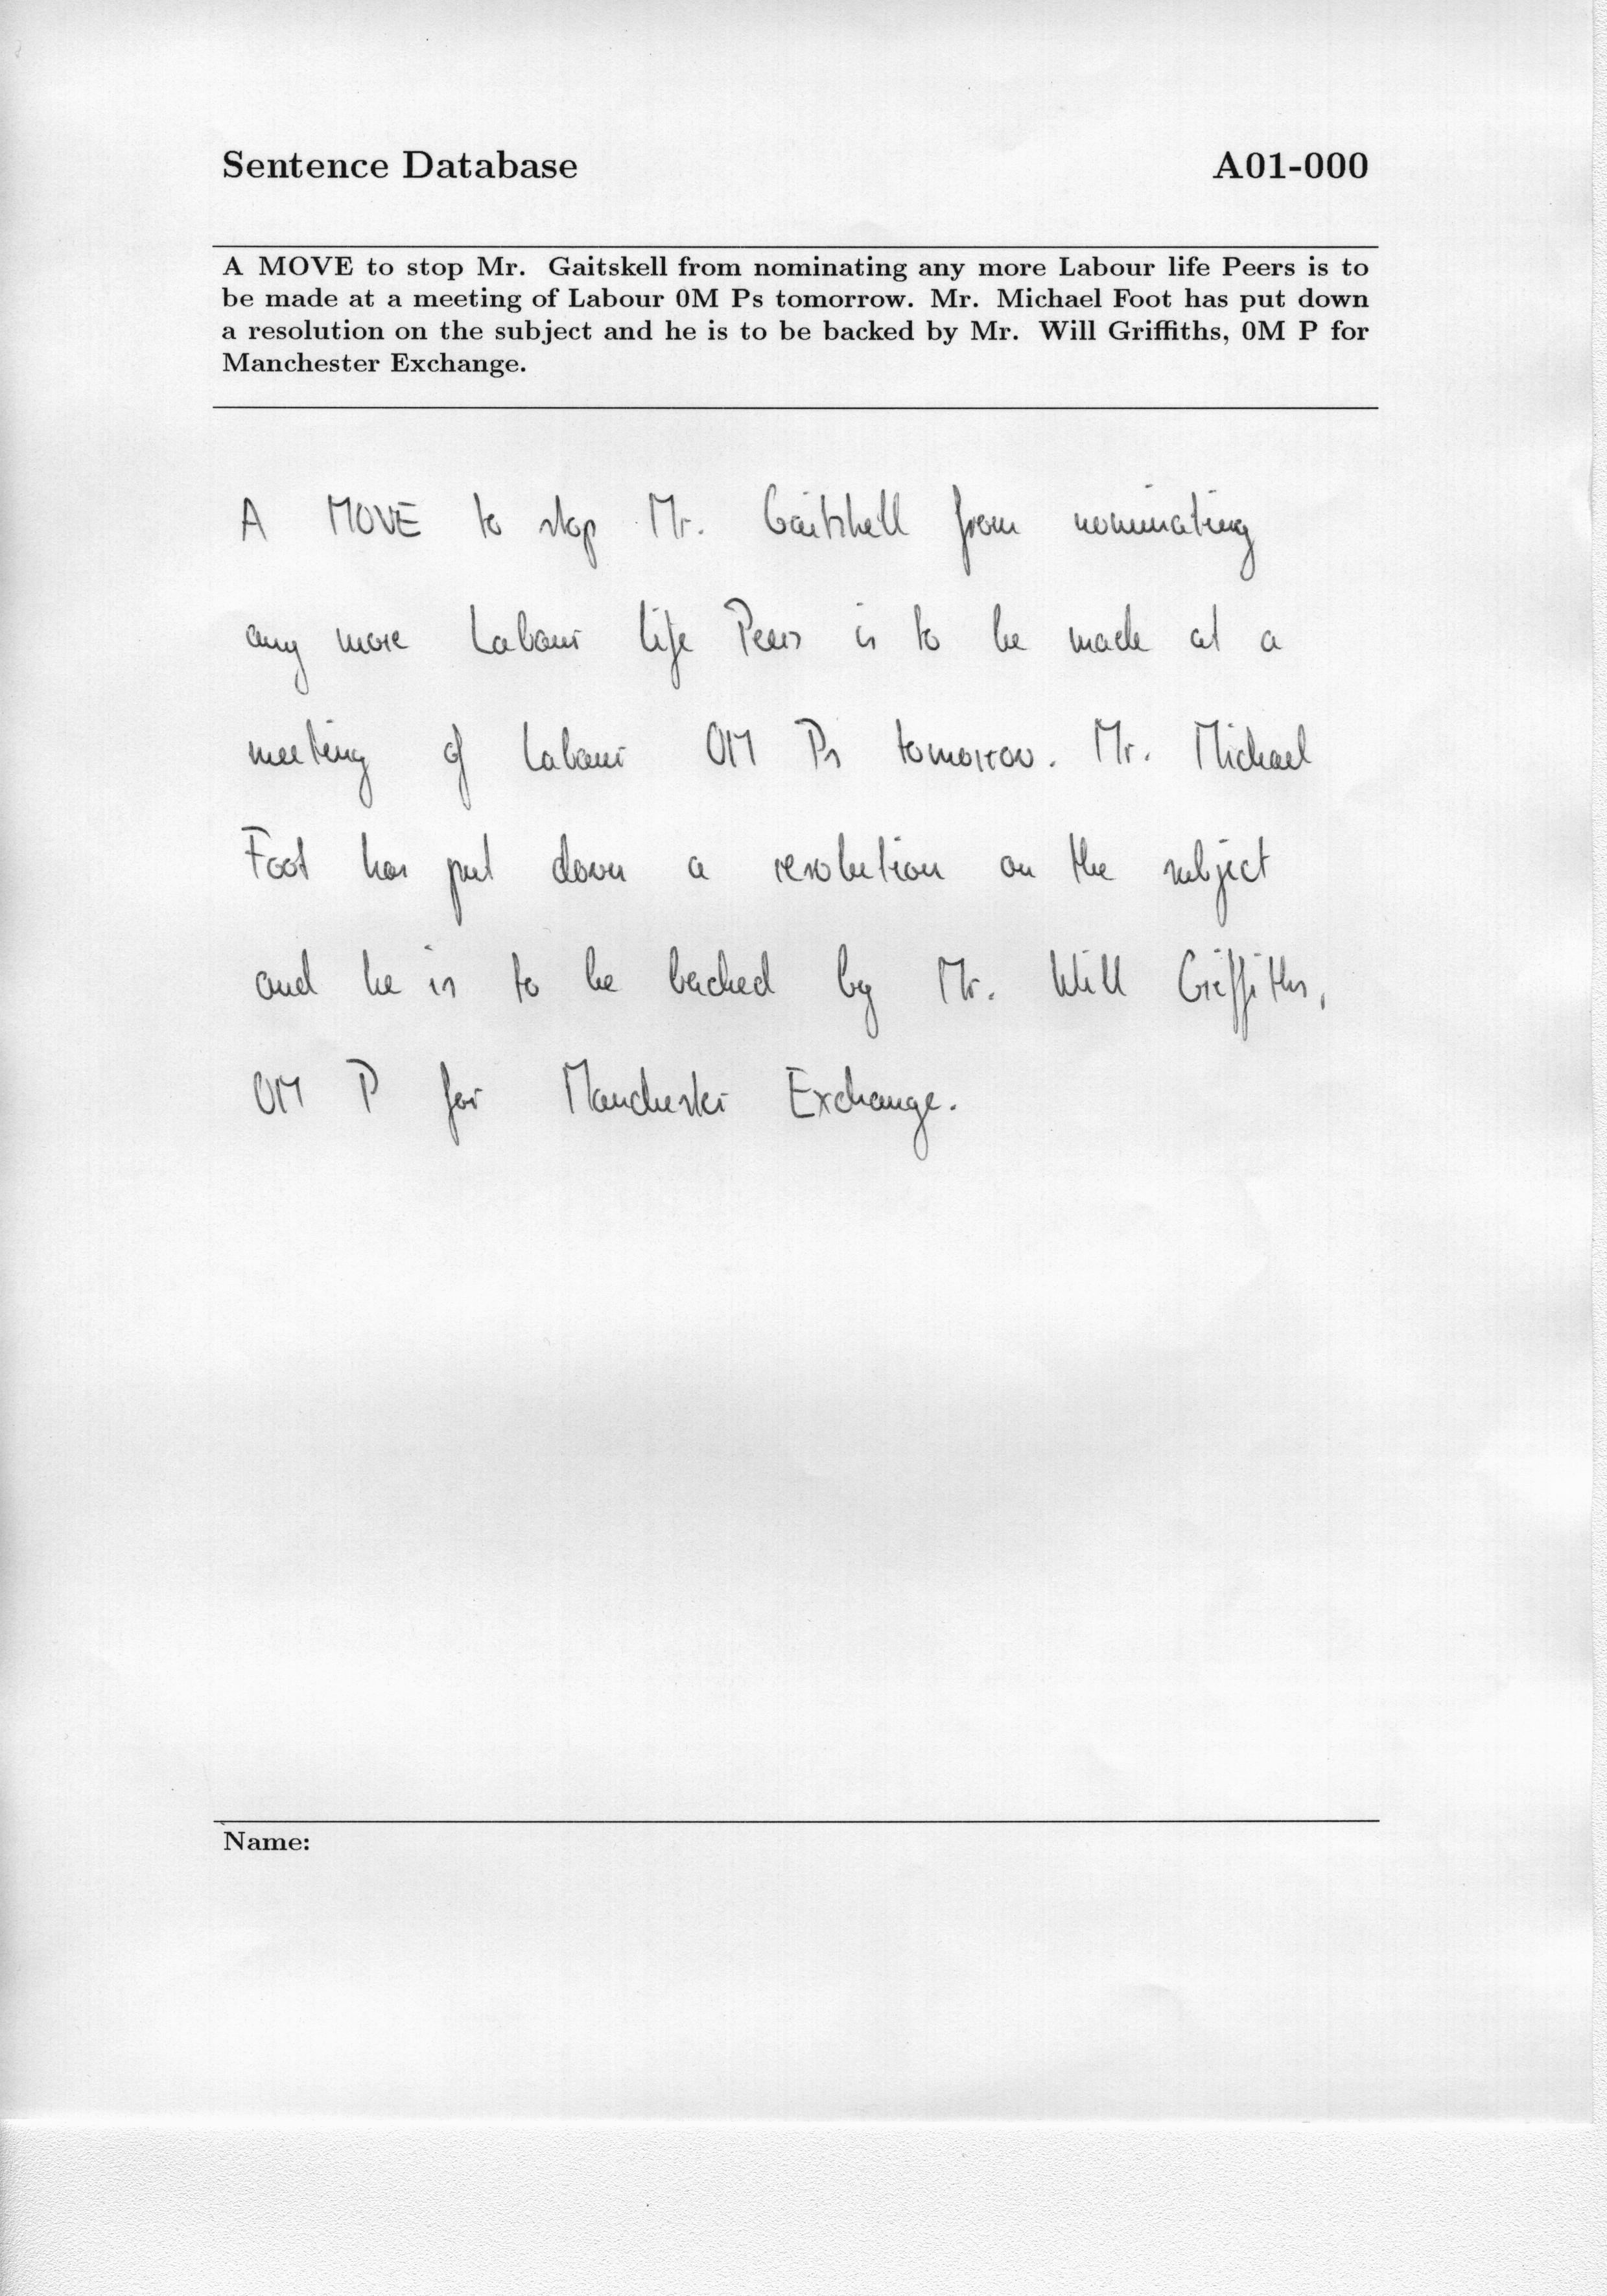 Sentence Database A01-000
A MOVE to stop Mr. Gaitskell from nominating any more Labour life Peers is to
be made at a meeting of Labour 0M Ps tomorrow. Mr. Michael Foot has put down
a resolution on the subject and he is to be backed by Mr. Will Griffiths, 0M P for
Manchester Exchange.
A MOVE to stop Mr. Gaitskell from nominating
any more Labour life Peers is to be made at a
meeting of Labour 0M Ps tomorrow. Mr. Michael
Foot has put down a resolution on the subject
and he is to be backed by Mr. Will Griffiths,
0M P for Manchester Exchange.
Name: